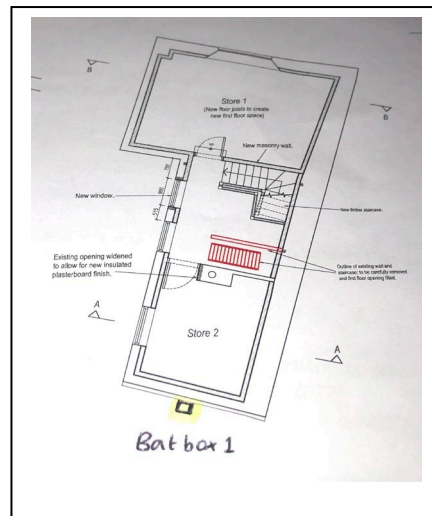 B
Store 1
(New floor joists to create
new first floor space)
B
New masonry wall.
New window.
New timber staircase.
Existing opening widened
to allow for new insulated
plasterboard finish.
Outline of existing wall and
staircase; to be carefully removed
and first floor opening filled.
A
Store 2
A
Bat box 1